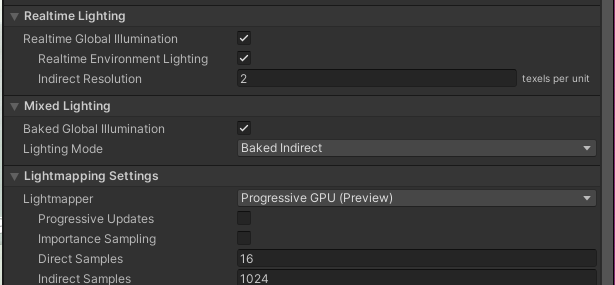 Realtime Lighting
Realtime Global Illumination
Realtime Environment Lighting
Indirect Resolution 2 texels per unit
Mixed Lighting
Baked Global Illumination
Lighting Mode Baked Indirect
Lightmapping Settings
Lightmapper Progressive GPU (Preview)
Progressive Updates
Importance Sampling
Direct Samples 16
Indirect Samples 1024